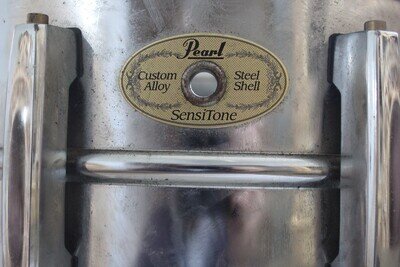 Pearl
Custom Steel
Alloy Shell
SensiTone